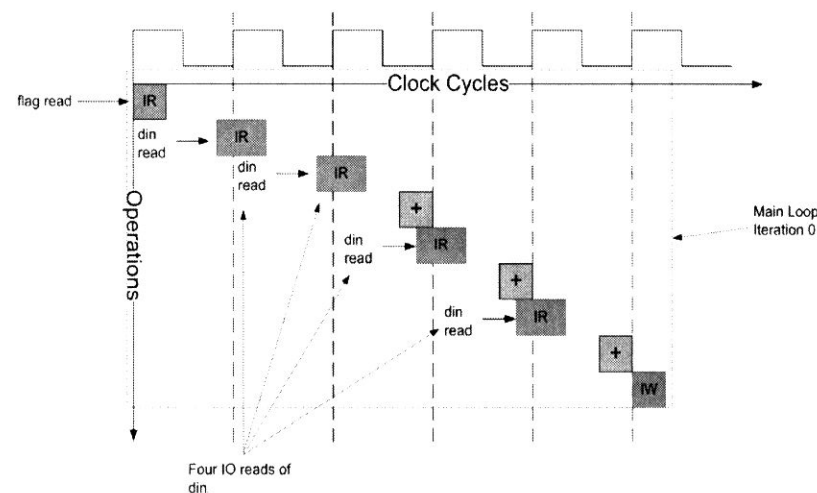 Clock Cycles
flag read
IR
din
read
IR
din
read
IR
+
din
read
IR
+
din
read
IR
+
IW
Operations
Main Loop
Iteration 0
Four IO reads of
din